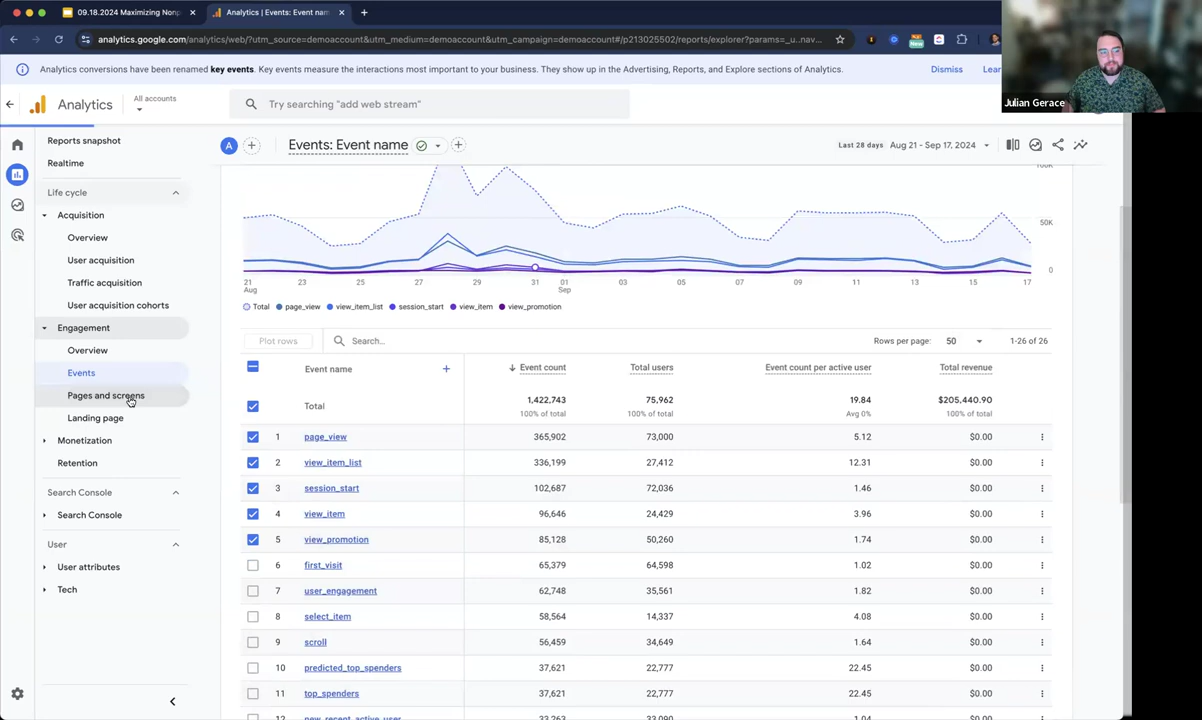 09.18.2024 Maximizing Nonp
Analytics | Events: Event nam
analytics.google.com/analytics/web/?utm_source=demoaccount&utm_medium=demoaccount&utm_campaign=demoaccount#/p213025502/reports/explorer?params=_u..nav...
New
Julian Gerace
Analytics conversions have been renamed key events. Key events measure the interactions most important to your business. They show up in the Advertising, Reports, and Explore sections of Analytics.
Dismiss
Lear
Analytics
All accounts
Try searching "add web stream"
Reports snapshot
Realtime
Life cycle
Acquisition
Overview
User acquisition
Traffic acquisition
User acquisition cohorts
Engagement
Overview
Events
Pages and screens
Landing page
Monetization
Retention
Search Console
Search Console
User
User attributes
Tech
A
Events: Event name
Last 28 days Aug 21 - Sep 17, 2024
100K
50K
0
21 23 25 27 29 31 01 03 05 07 09 11 13 15 17
Aug Sep
Total page_view view_item_list session_start view_item view_promotion
Plot rows
Search...
Rows per page: 50 1-26 of 26
Event name Event count Total users Event count per active user Total revenue
Total 1,422,743 75,962 19.84 $205,440.90
100% of total 100% of total Avg 0% 100% of total
1 page_view 365,902 73,000 5.12 $0.00
2 view_item_list 336,199 27,412 12.31 $0.00
3 session_start 102,687 72,036 1.46 $0.00
4 view_item 96,646 24,429 3.96 $0.00
5 view_promotion 85,128 50,260 1.74 $0.00
6 first_visit 65,379 64,598 1.02 $0.00
7 user_engagement 62,748 35,561 1.82 $0.00
8 select_item 58,564 14,337 4.08 $0.00
9 scroll 56,459 34,649 1.64 $0.00
10 predicted_top_spenders 37,621 22,777 22.45 $0.00
11 top_spenders 37,621 22,777 22.45 $0.00
12 new_recent_active_user 33,263 33,090 1.04 $0.00